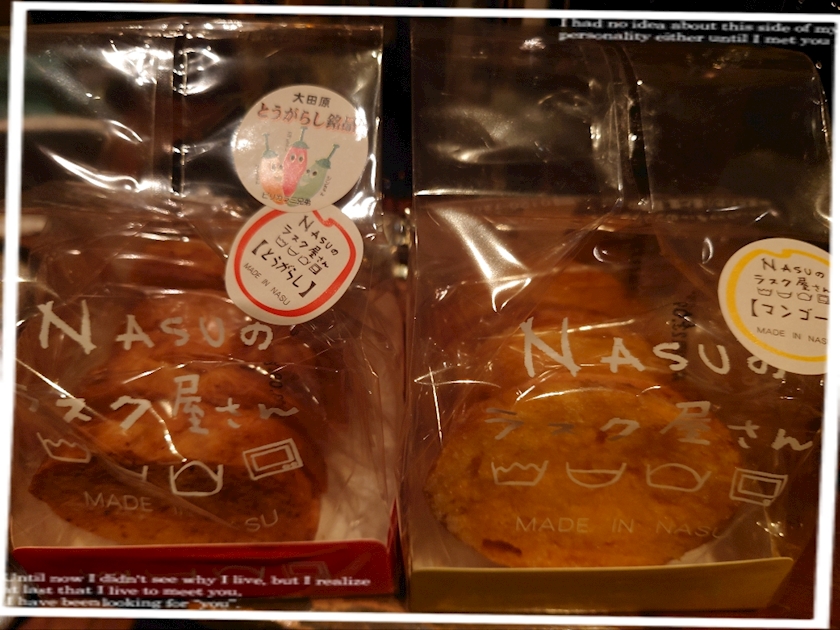 I had no idea about this side of my
personality either until I met you
大田原
とうがらし銘品
NASUの
ラスク屋さん
【とうがらし】
MADE IN NASU
NASUの
スク屋さん
MADE
SU
NASUの
ラスク屋さん
【マンゴー
MADE IN NAS
NASUの
ラスク屋さん
MADE IN NASU
Until now I didn't see why I live, but I realize
at last that I live to meet you,
I have been looking for "you".